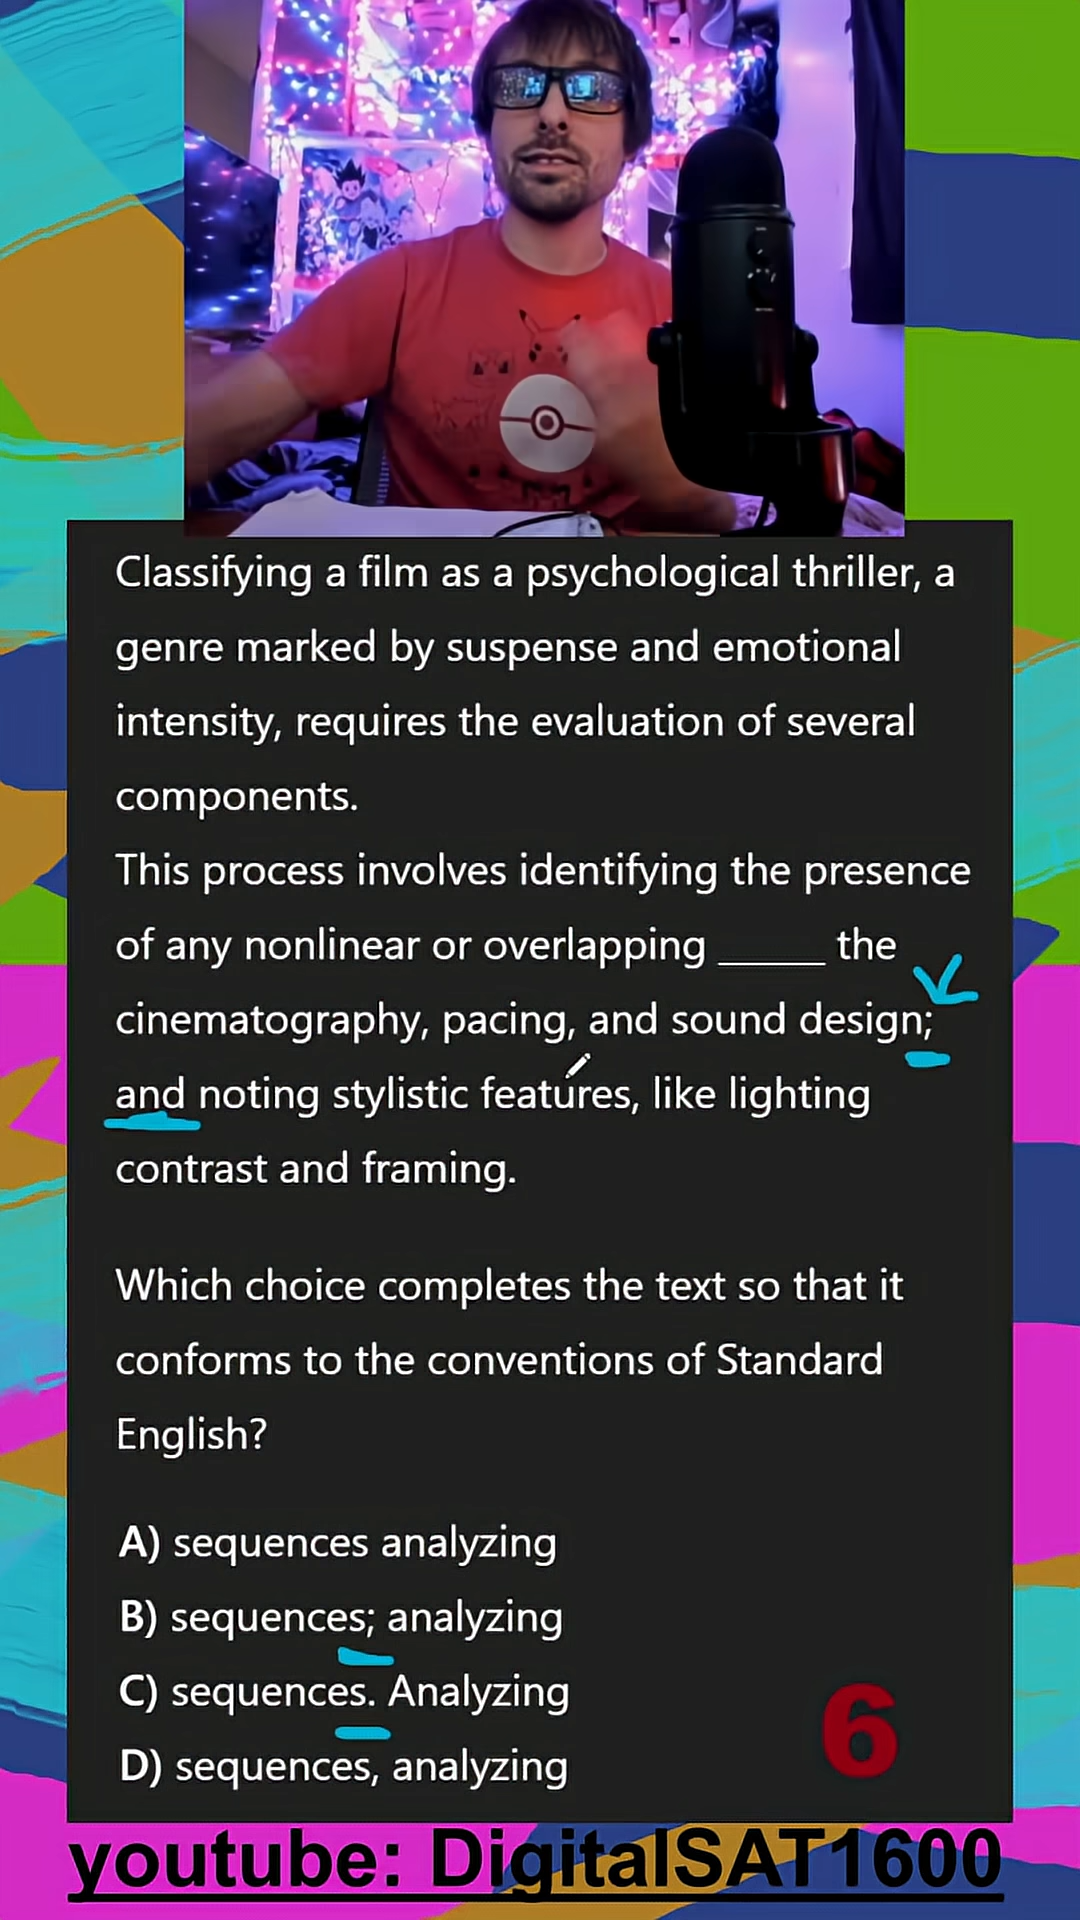 Classifying a film as a psychological thriller, a
genre marked by suspense and emotional
intensity, requires the evaluation of several
components.
This process involves identifying the presence
of any nonlinear or overlapping _____ the
cinematography, pacing, and sound design;
and noting stylistic features, like lighting
contrast and framing.
Which choice completes the text so that it
conforms to the conventions of Standard
English?
A) sequences analyzing
B) sequences; analyzing
C) sequences. Analyzing
D) sequences, analyzing
6
youtube: DigitalSAT1600